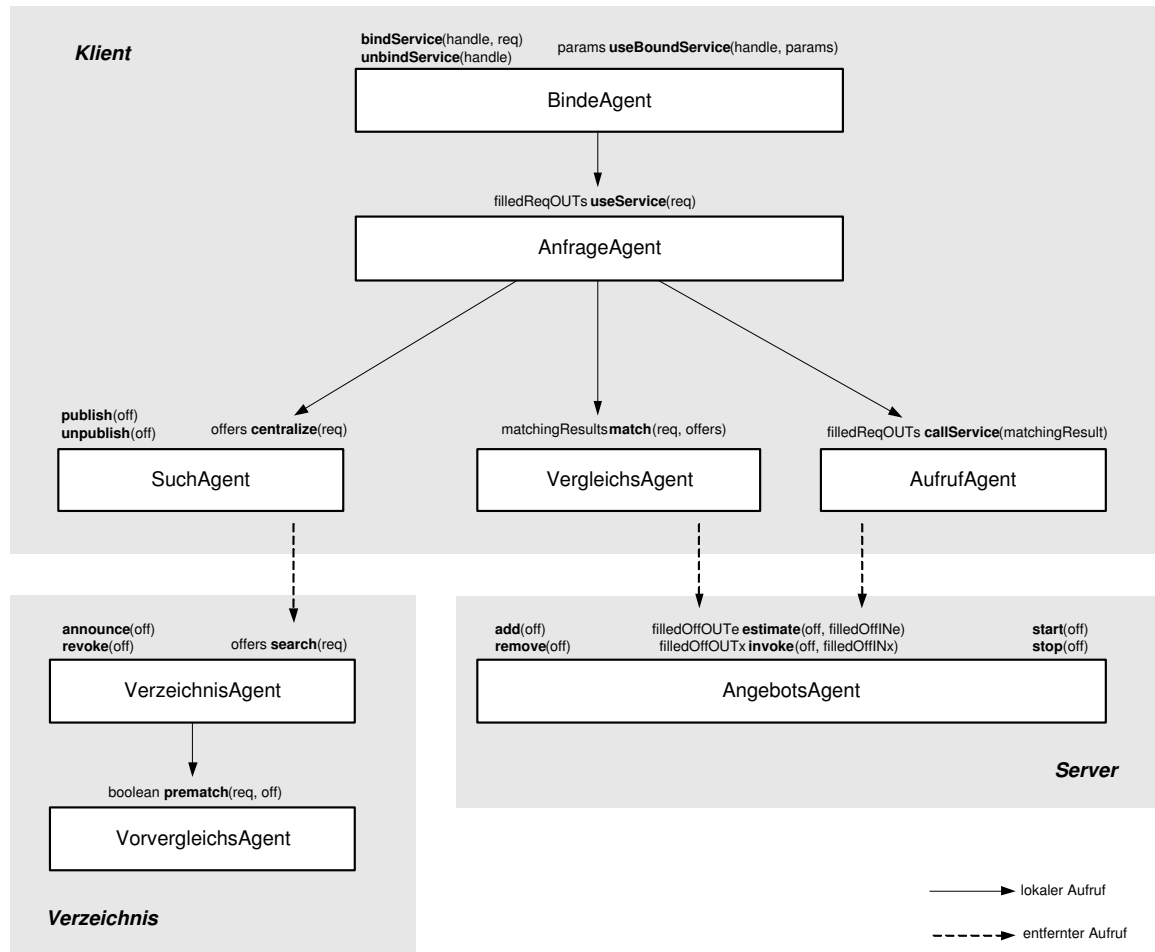 Klient
bindService(handle, req)
unbindService(handle)
params useBoundService(handle, params)
BindeAgent
filledReqOUTs useService(req)
AnfrageAgent
publish(off)
unpublish(off)
offers centralize(req)
matchingResults match(req, offers)
filledReqOUTs callService(matchingResult)
SuchAgent
VergleichsAgent
AufrufAgent
announce(off)
revoke(off)
offers search(req)
VerzeichnisAgent
boolean prematch(req, off)
VorvergleichsAgent
Verzeichnis
add(off)
remove(off)
filledOffOUTe estimate(off, filledOffINe)
filledOffOUTx invoke(off, filledOffINx)
start(off)
stop(off)
AngebotsAgent
Server
lokaler Aufruf
entfernter Aufruf